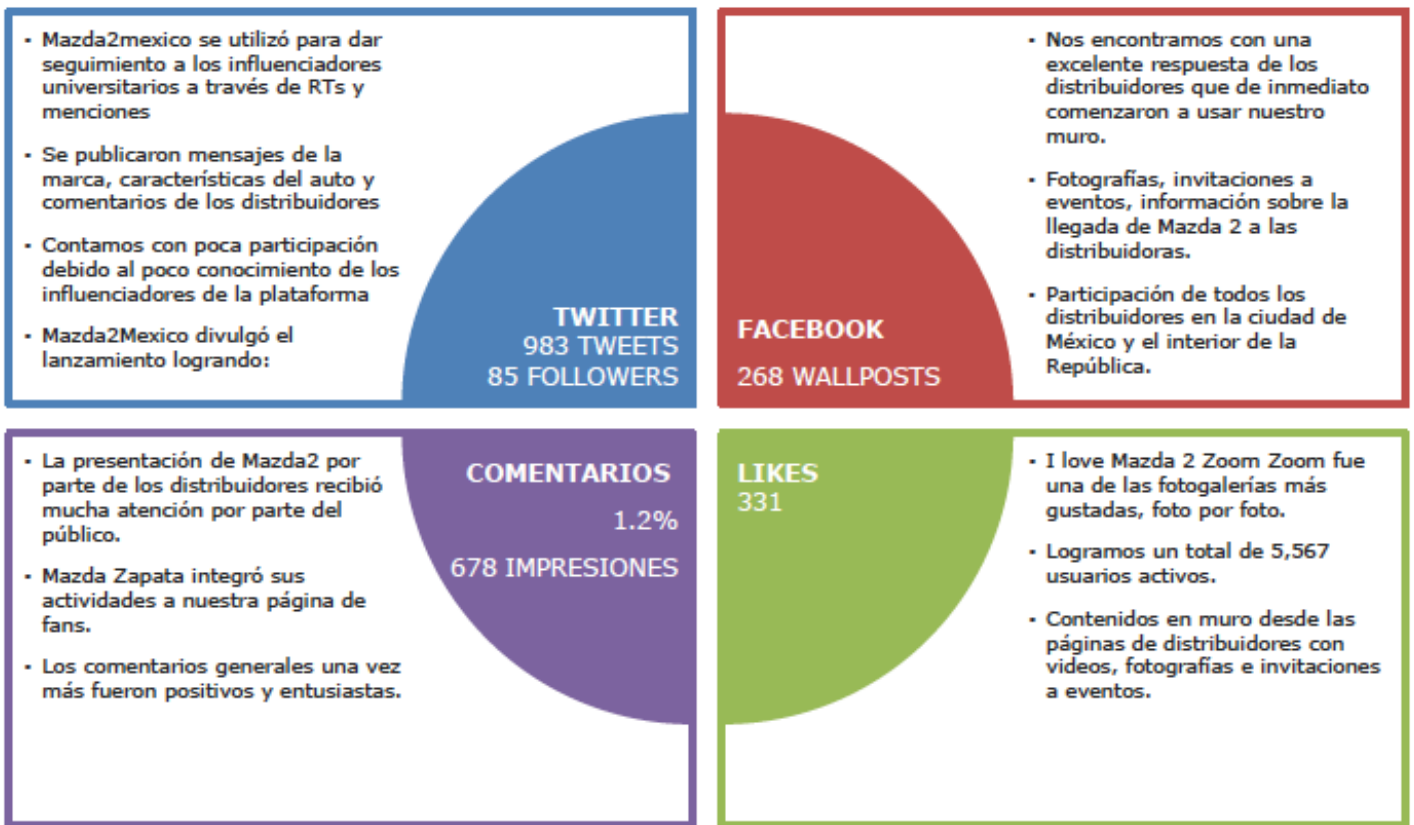 - Mazda2mexico se utilizó para dar
seguimiento a los influenciadores
universitarios a través de RTs y
menciones
- Se publicaron mensajes de la
marca, características del auto y
comentarios de los distribuidores
- Contamos con poca participación
debido al poco conocimiento de los
influenciadores de la plataforma
- Mazda2Mexico divulgó el
lanzamiento logrando:
TWITTER
983 TWEETS
85 FOLLOWERS
FACEBOOK
268 WALLPOSTS
- Nos encontramos con una
excelente respuesta de los
distribuidores que de inmediato
comenzaron a usar nuestro
muro.
- Fotografías, invitaciones a
eventos, información sobre la
llegada de Mazda 2 a las
distribuidoras.
- Participación de todos los
distribuidores en la ciudad de
México y el interior de la
República.
- La presentación de Mazda2 por
parte de los distribuidores recibió
mucha atención por parte del
público.
- Mazda Zapata integró sus
actividades a nuestra página de
fans.
- Los comentarios generales una vez
más fueron positivos y entusiastas.
COMENTARIOS
1.2%
678 IMPRESIONES
LIKES
331
- I love Mazda 2 Zoom Zoom fue
una de las fotogalerías más
gustadas, foto por foto.
- Logramos un total de 5,567
usuarios activos.
- Contenidos en muro desde las
páginas de distribuidores con
videos, fotografías e invitaciones
a eventos.